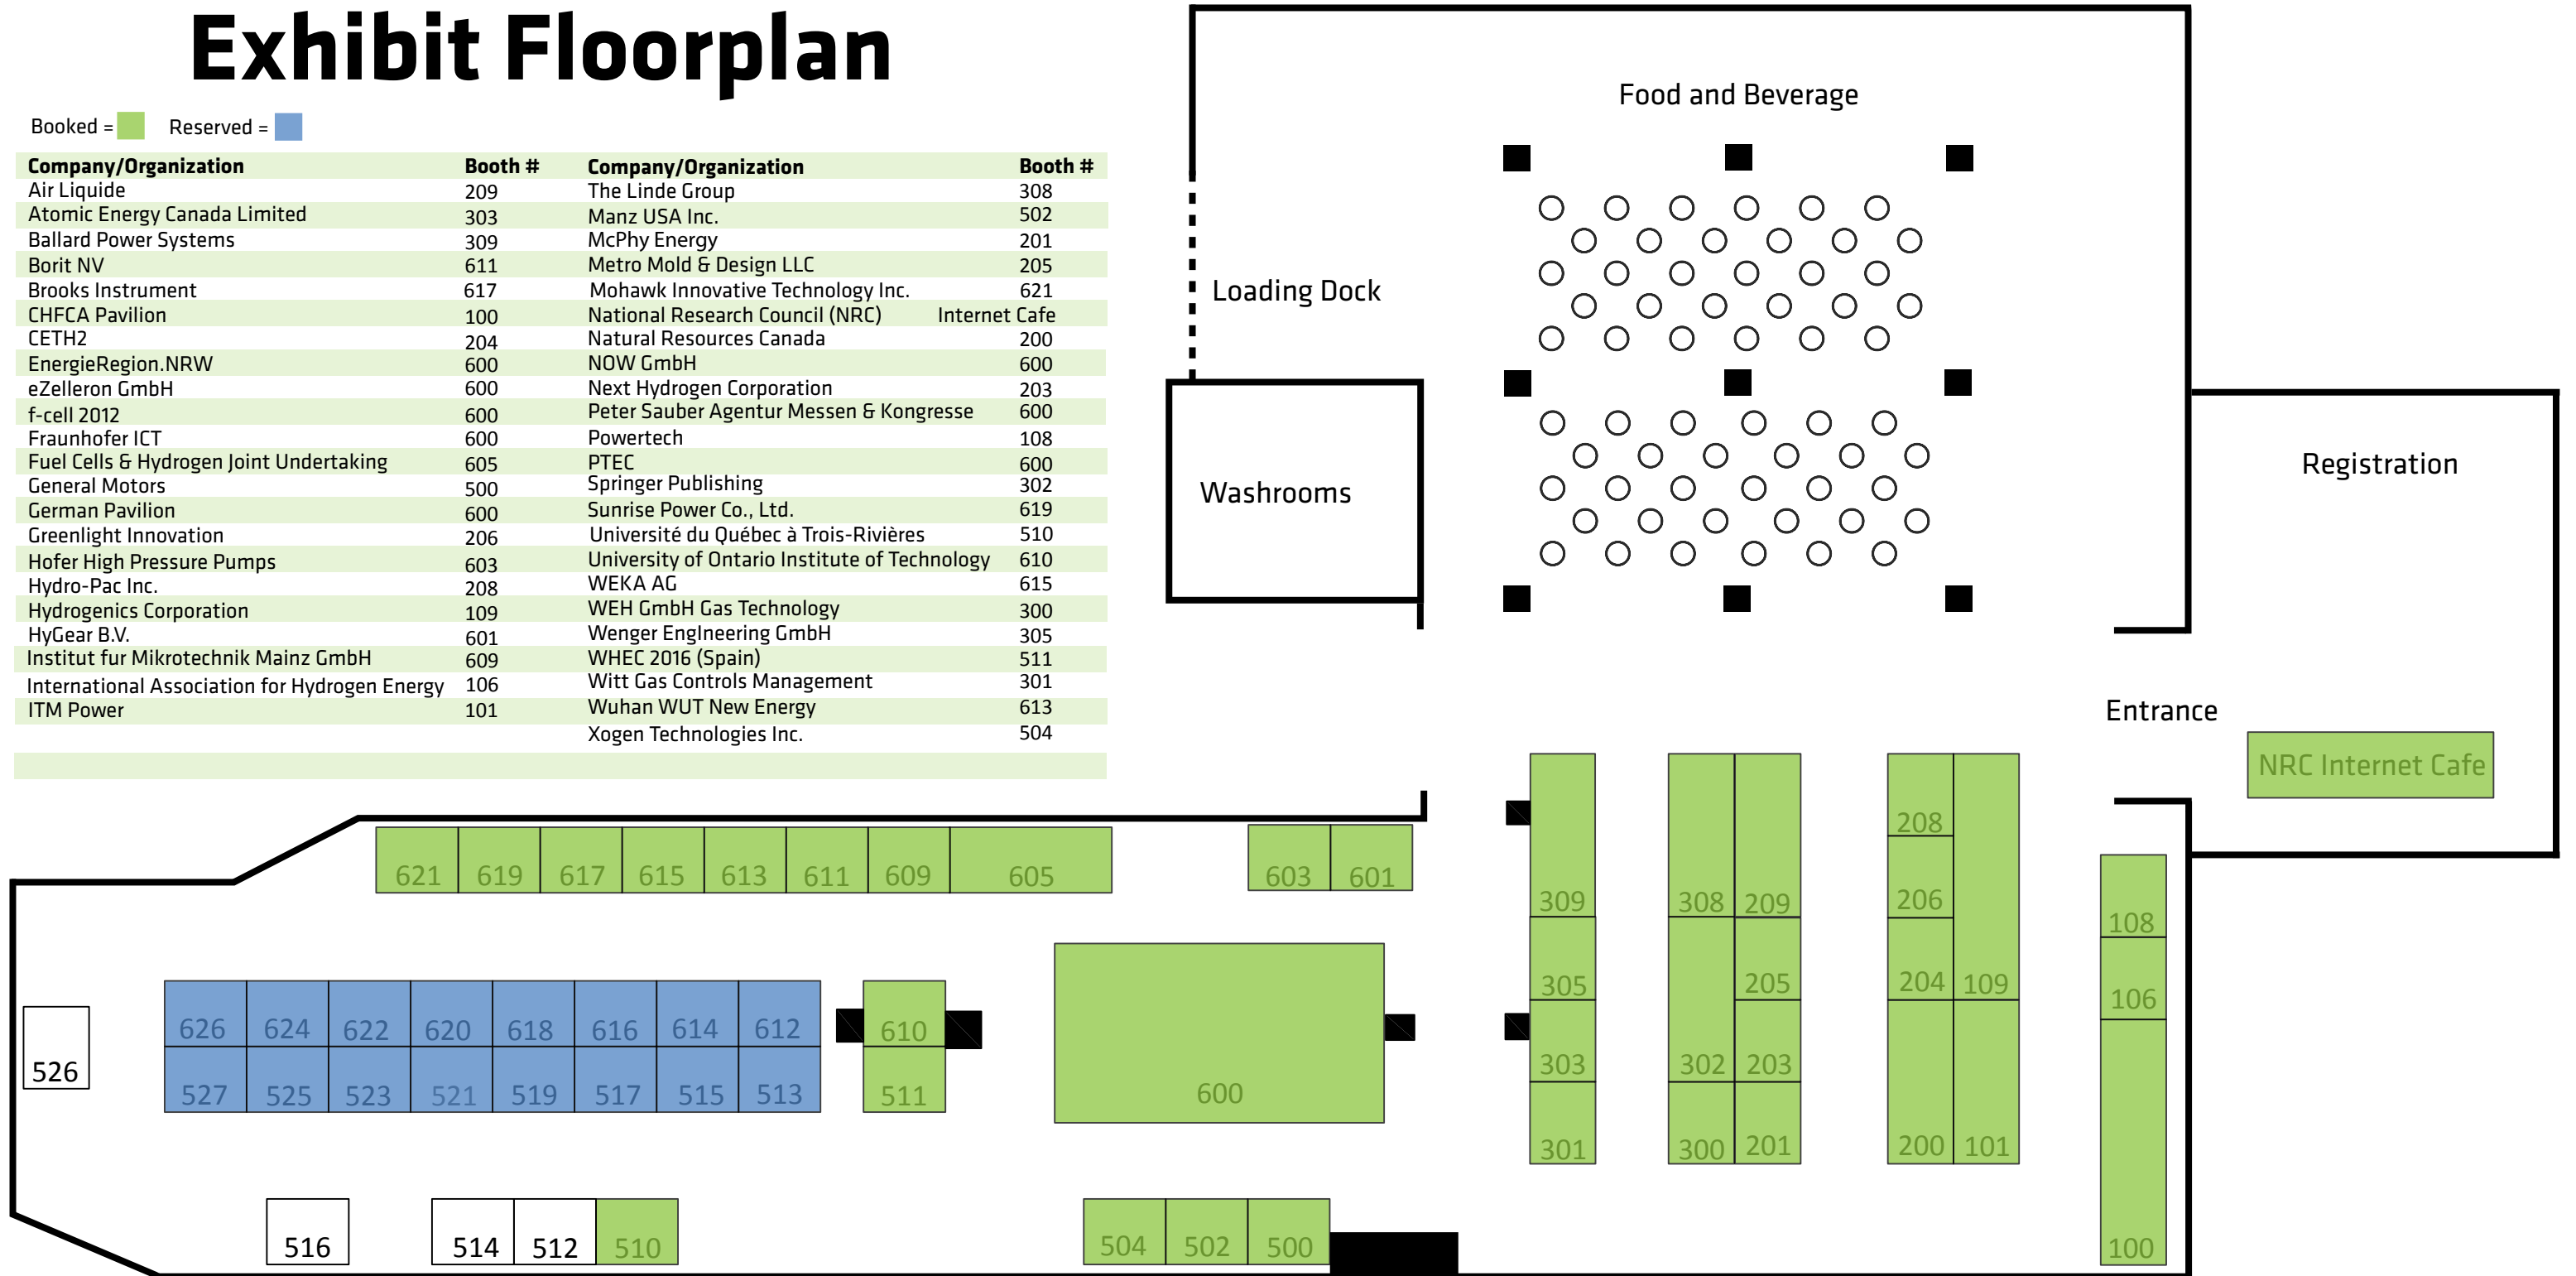 Exhibit Floorplan
Booked = Reserved =
Company/Organization Booth # Company/Organization Booth #
Air Liquide 209 The Linde Group 308
Atomic Energy Canada Limited 303 Manz USA Inc. 502
Ballard Power Systems 309 McPhy Energy 201
Borit NV 611 Metro Mold & Design LLC 205
Brooks Instrument 617 Mohawk Innovative Technology Inc. 621
CHFCA Pavilion 100 National Research Council (NRC) Internet Cafe
CETH2 204 Natural Resources Canada 200
EnergieRegion.NRW 600 NOW GmbH 600
eZelleron GmbH 600 Next Hydrogen Corporation 203
f-cell 2012 600 Peter Sauber Agentur Messen & Kongresse 600
Fraunhofer ICT 600 Powertech 108
Fuel Cells & Hydrogen Joint Undertaking 605 PTEC 600
General Motors 500 Springer Publishing 302
German Pavilion 600 Sunrise Power Co., Ltd. 619
Greenlight Innovation 206 Université du Québec à Trois-Rivières 510
Hofer High Pressure Pumps 603 University of Ontario Institute of Technology 610
Hydro-Pac Inc. 208 WEKA AG 615
Hydrogenics Corporation 109 WEH GmbH Gas Technology 300
HyGear B.V. 601 Wenger EngIneering GmbH 305
Institut fur Mikrotechnik Mainz GmbH 609 WHEC 2016 (Spain) 511
International Association for Hydrogen Energy 106 Witt Gas Controls Management 301
ITM Power 101 Wuhan WUT New Energy 613
Xogen Technologies Inc. 504
Food and Beverage
Loading Dock
Washrooms
Registration
Entrance
NRC Internet Cafe
208
621 619 617 615 613 611 609 605 603 601
309 308 209 206 108
305 205 204 109 106
626 624 622 620 618 616 614 612 610
526
303 302 203
527 525 523 521 519 517 515 513 511 600
301 300 201 200 101
516 514 512 510 504 502 500 100